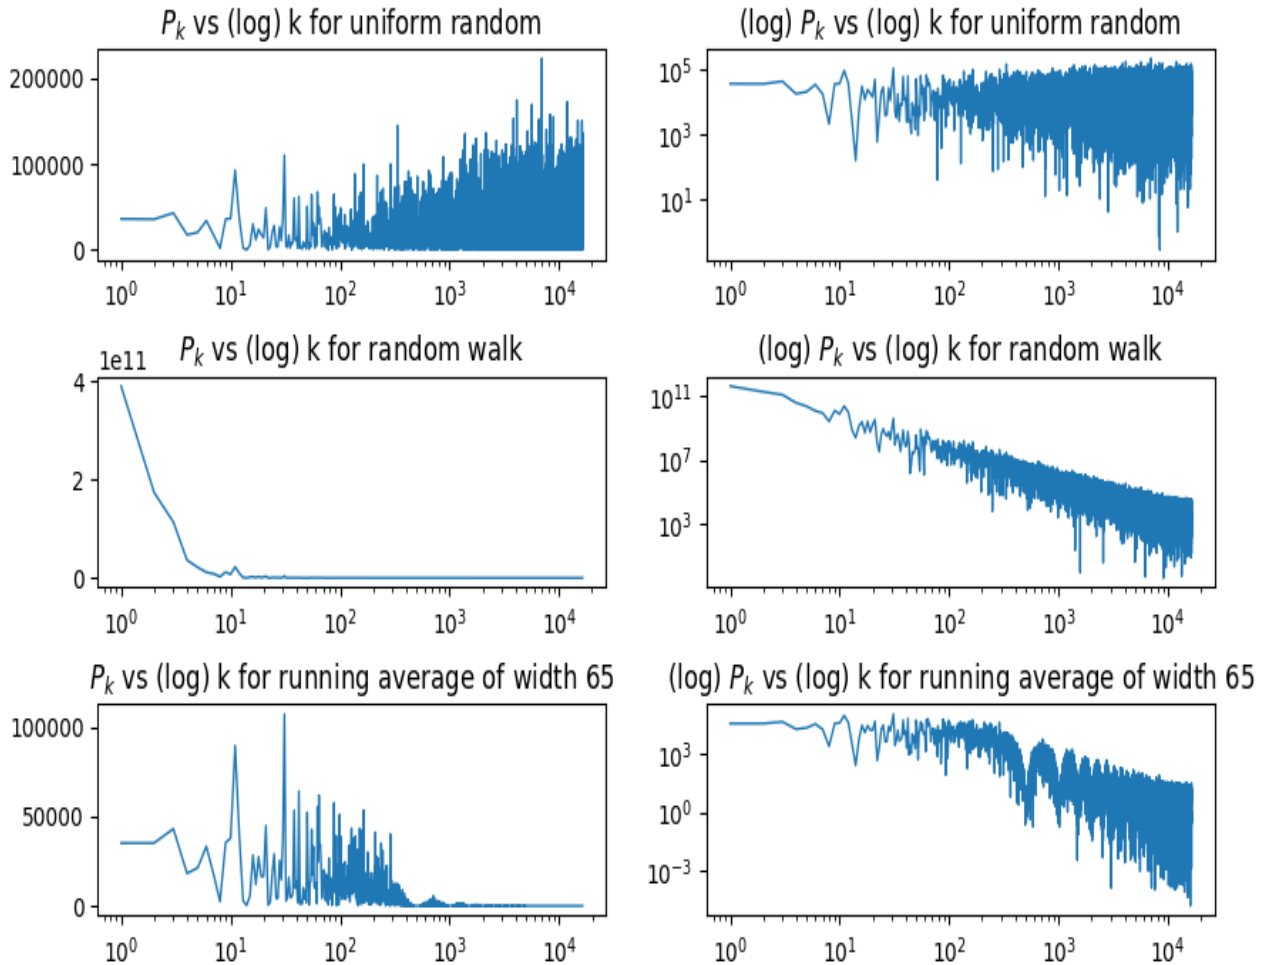 P_k vs (log) k for uniform random
200000
100000
0
10^0 10^1 10^2 10^3 10^4
(log) P_k vs (log) k for uniform random
10^5
10^3
10^1
10^0 10^1 10^2 10^3 10^4
P_k vs (log) k for random walk
1e11
4
2
0
10^0 10^1 10^2 10^3 10^4
(log) P_k vs (log) k for random walk
10^11
10^7
10^3
10^0 10^1 10^2 10^3 10^4
P_k vs (log) k for running average of width 65
100000
50000
0
10^0 10^1 10^2 10^3 10^4
(log) P_k vs (log) k for running average of width 65
10^3
10^0
10^−3
10^0 10^1 10^2 10^3 10^4